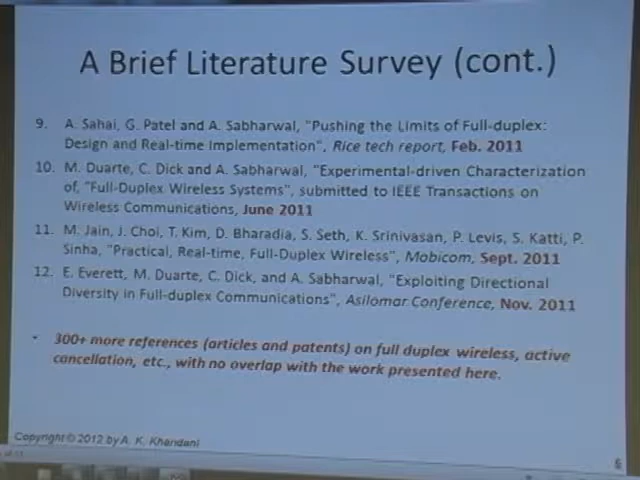 A Brief Literature Survey (cont.)
9. A. Sahai, G. Patel and A. Sabharwal, "Pushing the Limits of Full-duplex:
Design and Real-time Implementation", Rice tech report, Feb. 2011
10. M. Duarte, C. Dick and A. Sabharwal, "Experimental-driven Characterization
of, "Full-Duplex Wireless Systems", submitted to IEEE Transactions on
Wireless Communications, June 2011
11. M. Jain, J. Choi, T. Kim, D. Bharadia, S. Seth, K. Srinivasan, P. Levis, S. Katti, P.
Sinha, "Practical, Real-time, Full-Duplex Wireless", Mobicom, Sept. 2011
12. E. Everett, M. Duarte, C. Dick, and A. Sabharwal, "Exploiting Directional
Diversity in Full-duplex Communications", Asilomar Conference, Nov. 2011
• 300+ more references (articles and patents) on full duplex wireless, active
cancellation, etc., with no overlap with the work presented here.
Copyright © 2012 by A. K. Khandani
6